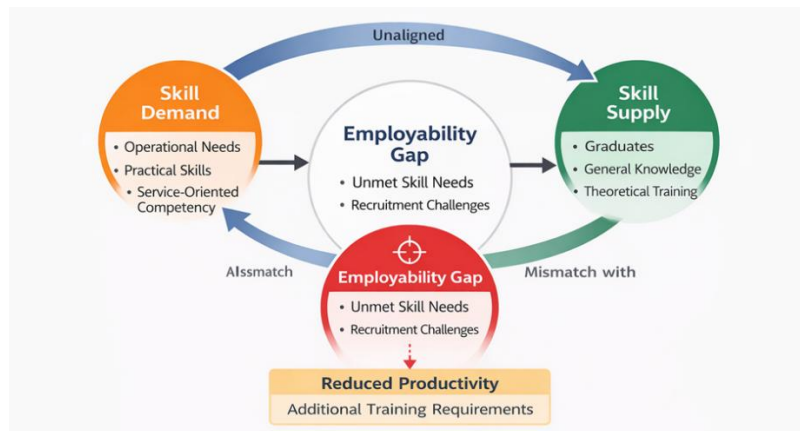 Unaligned
Skill
Demand
• Operational Needs
• Practical Skills
• Service-Oriented
Competency
Employability
Gap
• Unmet Skill Needs
• Recruitment Challenges
Skill
Supply
• Graduates
• General Knowledge
• Theoretical Training
AIssmatch
Employability Gap
• Unmet Skill Needs
• Recruitment Challenges
Mismatch with
Reduced Productivity
Additional Training Requirements